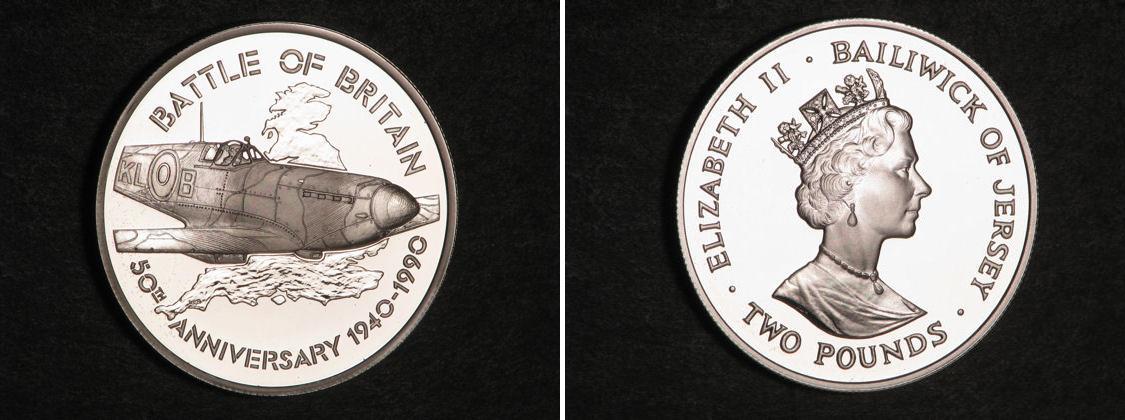 BATTLE OF BRITAIN
KL B
50TH ANNIVERSARY 1940-1990
ELIZABETH II · BAILIWICK OF JERSEY
· TWO POUNDS ·